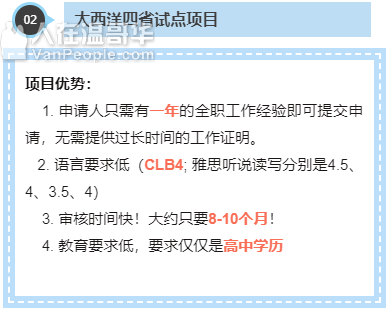 02
大西洋四省试点项目
人在温哥华
VanPeople.com
项目优势：
1. 申请人只需有一年的全职工作经验即可提交申
请，无需提供过长时间的工作证明。
2. 语言要求低（CLB4; 雅思听说读写分别是4.5、
4、3.5、4）
3. 审核时间快！大约只要8-10个月！
4. 教育要求低，要求仅仅是高中学历